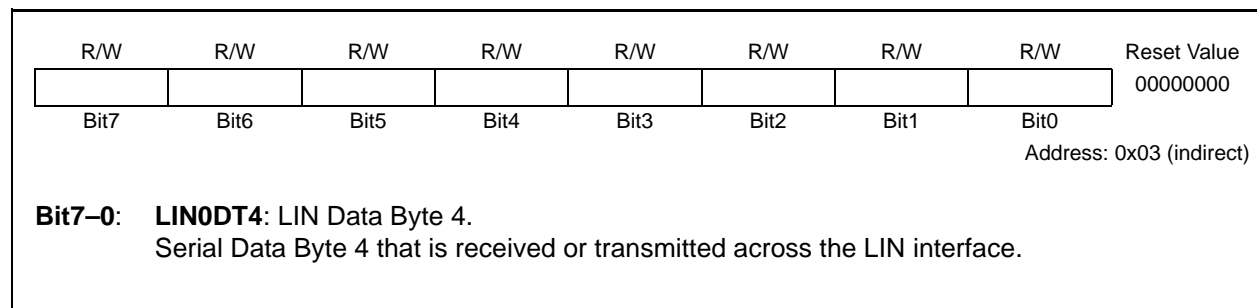 R/W R/W R/W R/W R/W R/W R/W R/W Reset Value
00000000
Bit7 Bit6 Bit5 Bit4 Bit3 Bit2 Bit1 Bit0
Address: 0x03 (indirect)
Bit7–0: LIN0DT4: LIN Data Byte 4.
Serial Data Byte 4 that is received or transmitted across the LIN interface.